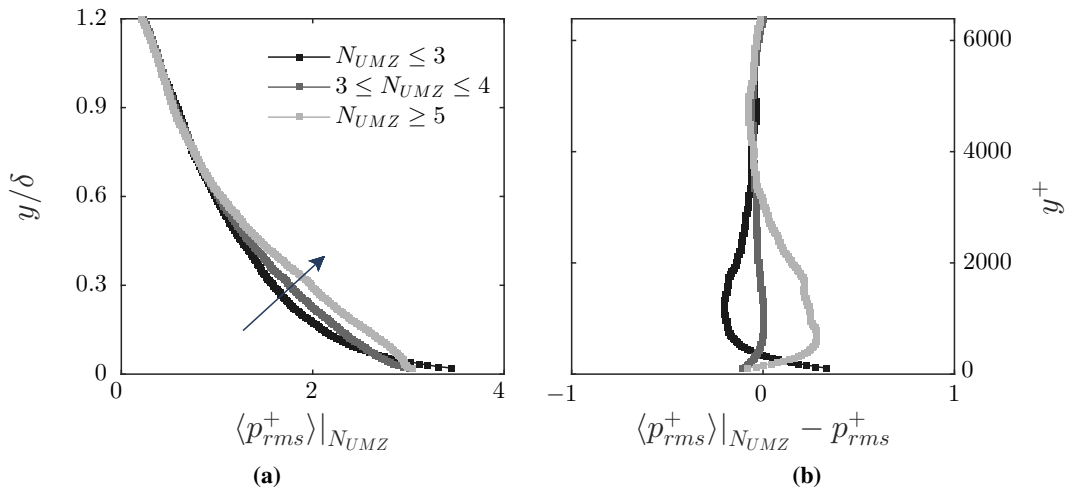 1.2
0.9
0.6
0.3
0
y/δ
N_{UMZ} ≤ 3
3 ≤ N_{UMZ} ≤ 4
N_{UMZ} ≥ 5
0 2 4
⟨p^+_{rms}⟩|_{N_{UMZ}}
(a)
6000
4000
2000
0
y^+
−1 0 1
⟨p^+_{rms}⟩|_{N_{UMZ}} − p^+_{rms}
(b)